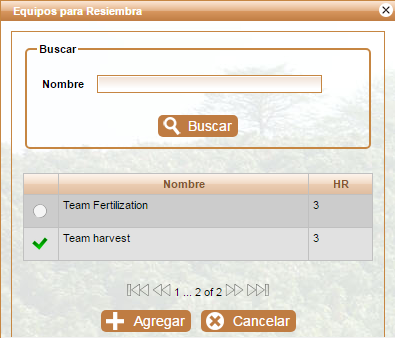 Equipos para Resiembra
Buscar
Nombre
Buscar
Nombre HR
Team Fertilization 3
Team harvest 3
1 ... 2 of 2
Agregar Cancelar